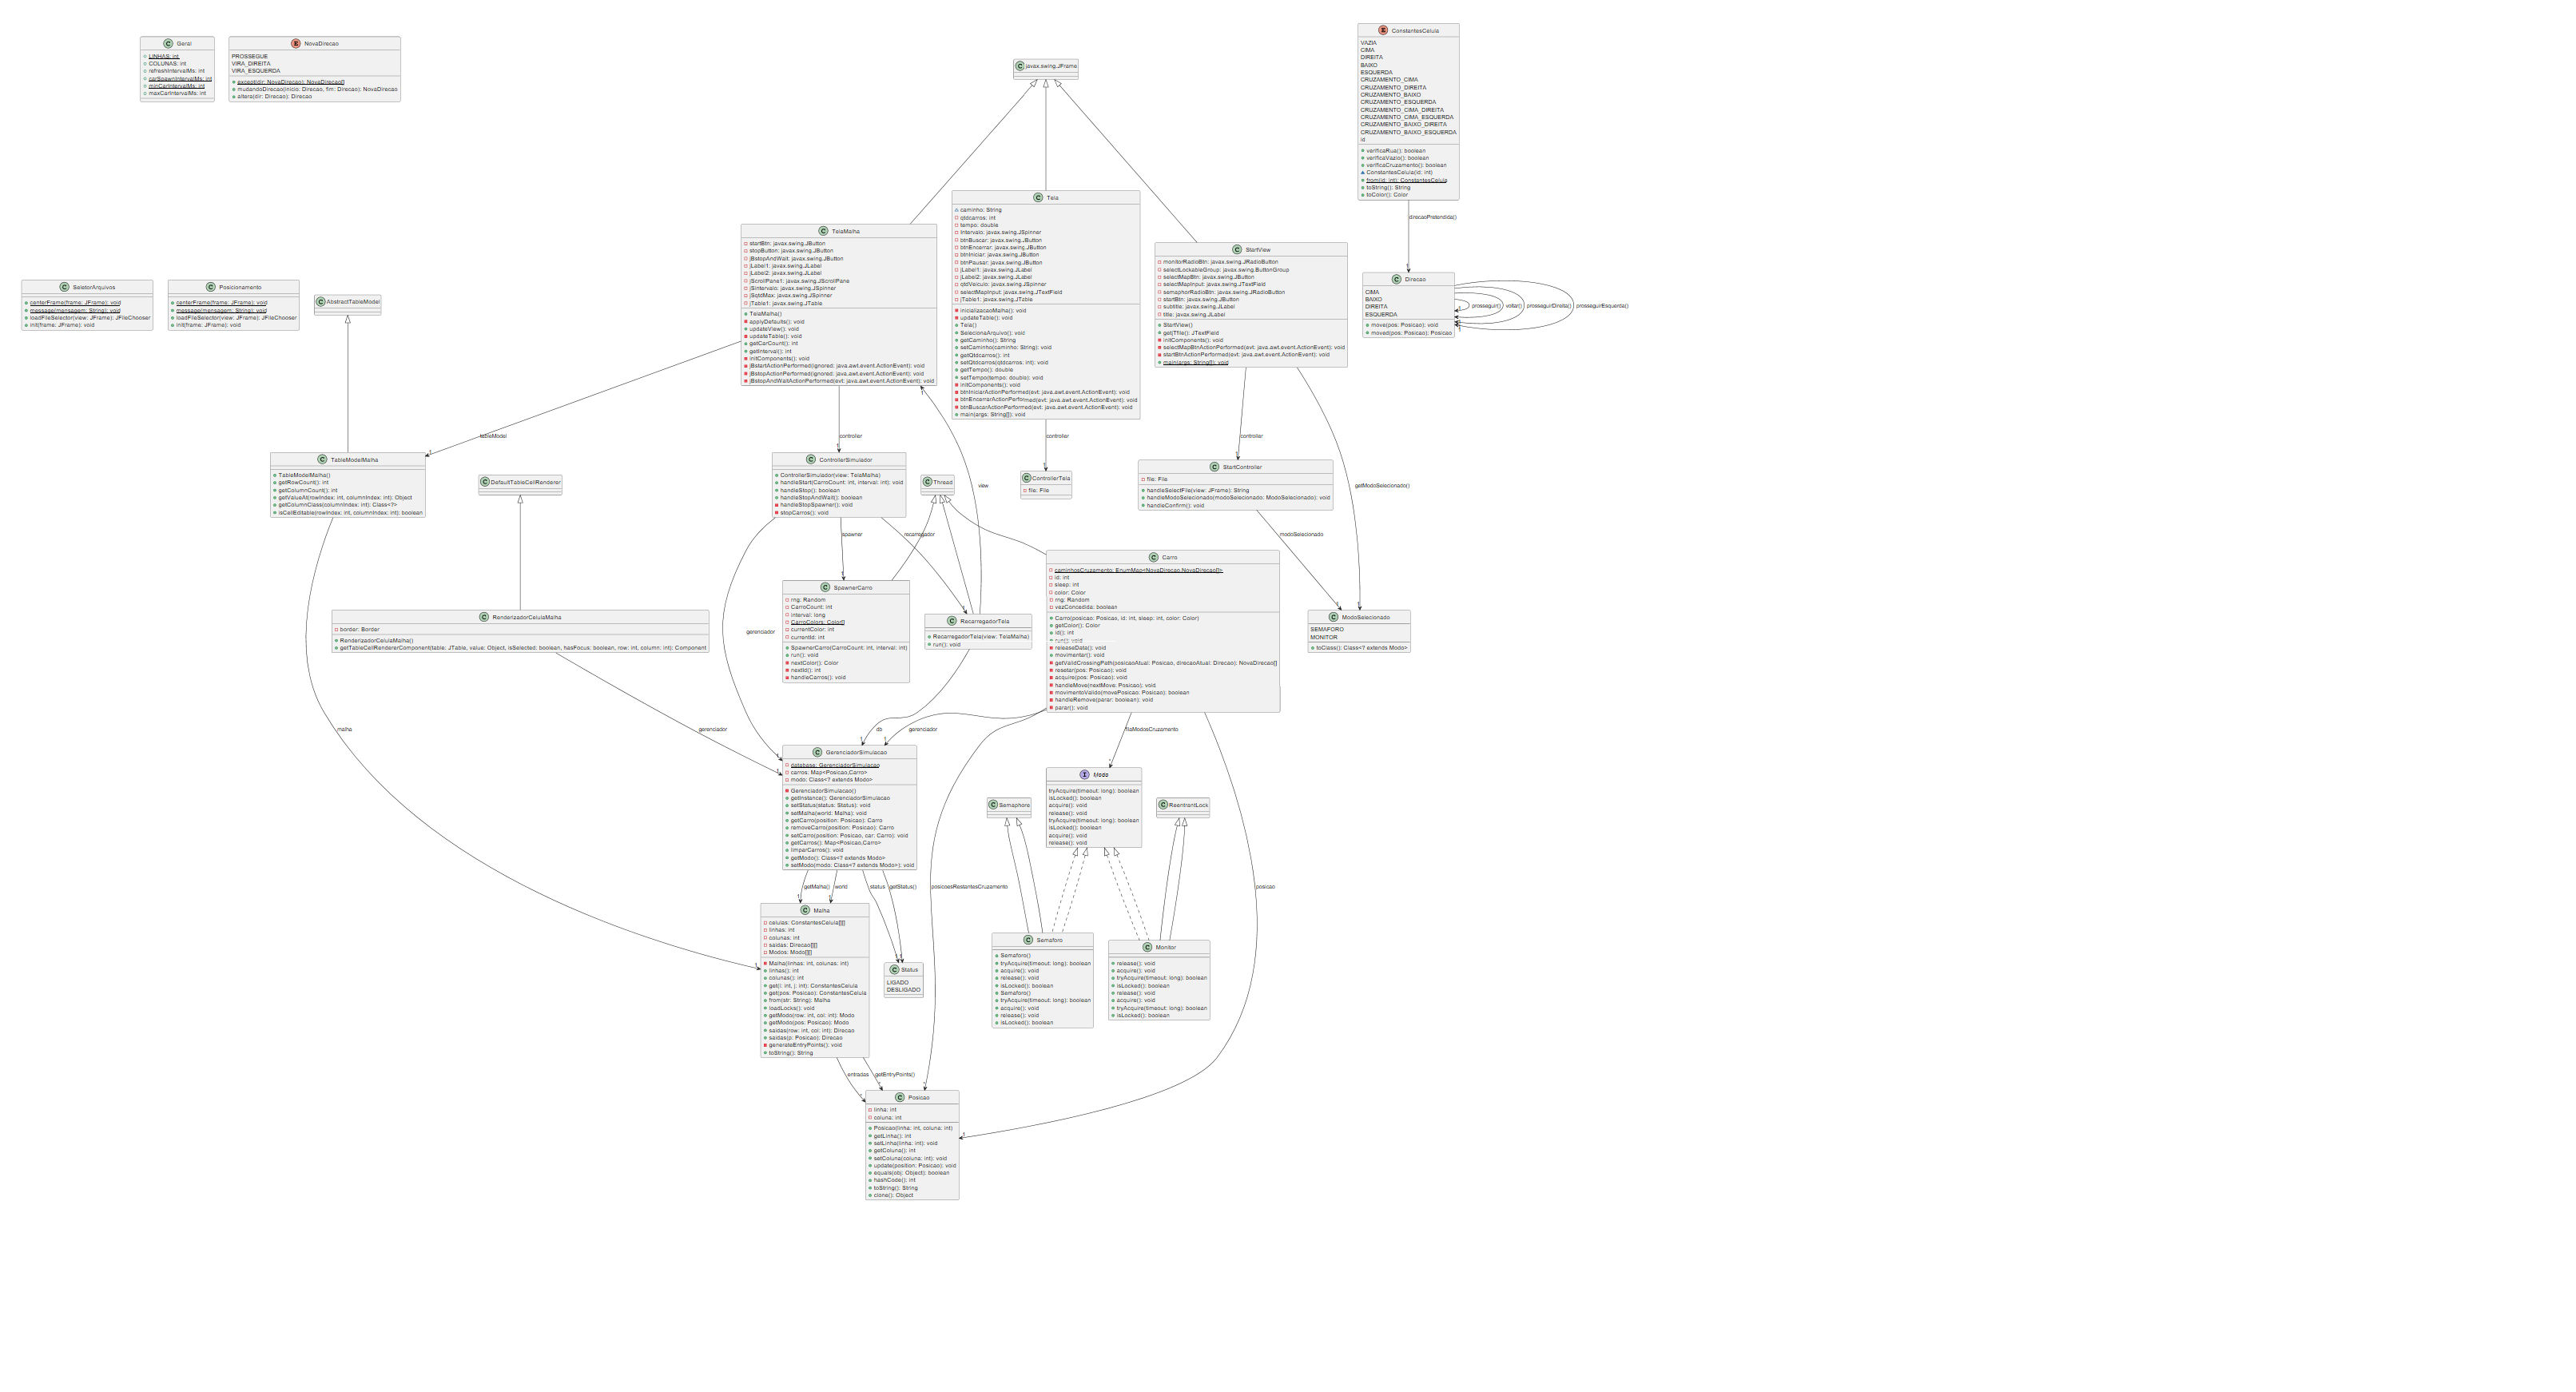 Geral
LINHAS: int
COLUNAS: int
refreshIntervalMs: int
carSpawnIntervalMs: int
minCarIntervalMs: int
maxCarIntervalMs: int
NovaDirecao
PROSSEGUE
VIRA_DIREITA
VIRA_ESQUERDA
except(dir: NovaDirecao): NovaDirecao[]
mudandoDirecao(inicio: Direcao, fim: Direcao): NovaDirecao
altera(dir: Direcao): Direcao
javax.swing.JFrame
ConstantesCelula
VAZIA
CIMA
DIREITA
BAIXO
ESQUERDA
CRUZAMENTO_CIMA
CRUZAMENTO_DIREITA
CRUZAMENTO_BAIXO
CRUZAMENTO_ESQUERDA
CRUZAMENTO_CIMA_DIREITA
CRUZAMENTO_CIMA_ESQUERDA
CRUZAMENTO_BAIXO_DIREITA
CRUZAMENTO_BAIXO_ESQUERDA
id
verificaRua(): boolean
verificaVazio(): boolean
verificaCruzamento(): boolean
ConstantesCelula(id: int)
from(id: int): ConstantesCelula
toString(): String
toColor(): Color
direcaoPretendida()
1
SeletorArquivos
centerFrame(frame: JFrame): void
message(mensagem: String): void
loadFileSelector(view: JFrame): JFileChooser
init(frame: JFrame): void
Posicionamento
centerFrame(frame: JFrame): void
message(mensagem: String): void
loadFileSelector(view: JFrame): JFileChooser
init(frame: JFrame): void
AbstractTableModel
TelaMalha
startBtn: javax.swing.JButton
stopButton: javax.swing.JButton
jBstopAndWait: javax.swing.JButton
jLabel1: javax.swing.JLabel
jLabel2: javax.swing.JLabel
jScrollPane1: javax.swing.JScrollPane
jSintervalo: javax.swing.JSpinner
jSqtdMax: javax.swing.JSpinner
jTable1: javax.swing.JTable
TelaMalha()
applyDefaults(): void
updateView(): void
updateTable(): void
getCarCount(): int
getInterval(): int
initComponents(): void
jBstartActionPerformed(ignored: java.awt.event.ActionEvent): void
jBstopActionPerformed(ignored: java.awt.event.ActionEvent): void
jBstopAndWaitActionPerformed(evt: java.awt.event.ActionEvent): void
Tela
caminho: String
qtdcarros: int
tempo: double
Intervalo: javax.swing.JSpinner
btnBuscar: javax.swing.JButton
btnEncerrar: javax.swing.JButton
btnIniciar: javax.swing.JButton
btnPausar: javax.swing.JButton
jLabel1: javax.swing.JLabel
jLabel2: javax.swing.JLabel
qtdVeiculo: javax.swing.JSpinner
selectMapInput: javax.swing.JTextField
jTable1: javax.swing.JTable
inicializacaoMalha(): void
updateTable(): void
Tela()
SelecionaArquivo(): void
getCaminho(): String
setCaminho(caminho: String): void
getQtdcarros(): int
setQtdcarros(qtdcarros: int): void
getTempo(): double
setTempo(tempo: double): void
initComponents(): void
btnIniciarActionPerformed(evt: java.awt.event.ActionEvent): void
btnEncerrarActionPerformed(evt: java.awt.event.ActionEvent): void
btnBuscarActionPerformed(evt: java.awt.event.ActionEvent): void
main(args: String[]): void
StartView
monitorRadioBtn: javax.swing.JRadioButton
selectLockableGroup: javax.swing.ButtonGroup
selectMapBtn: javax.swing.JButton
selectMapInput: javax.swing.JTextField
semaphorRadioBtn: javax.swing.JRadioButton
startBtn: javax.swing.JButton
subtitle: javax.swing.JLabel
title: javax.swing.JLabel
StartView()
getjTfile(): JTextField
initComponents(): void
selectMapBtnActionPerformed(evt: java.awt.event.ActionEvent): void
startBtnActionPerformed(evt: java.awt.event.ActionEvent): void
main(args: String[]): void
Direcao
CIMA
BAIXO
DIREITA
ESQUERDA
move(pos: Posicao): void
moved(pos: Posicao): Posicao
prosseguir()
voltar()
prossegurDireita()
prosseguirEsquenta()
tableModel
controller
view
controller
controller
getModoSelecionado()
TableModelMalha
TableModelMalha()
getRowCount(): int
getColumnCount(): int
getValueAt(rowIndex: int, columnIndex: int): Object
getColumnClass(columnIndex: int): Class<?>
isCellEditable(rowIndex: int, columnIndex: int): boolean
DefaultTableCellRenderer
ControllerSimulador
ControllerSimulador(view: TelaMalha)
handleStart(CarroCount: int, interval: int): void
handleStop(): boolean
handleStopAndWait(): boolean
handleStopSpawner(): void
stopCarros(): void
Thread
ControllerTela
file: File
StartController
file: File
handleSelectFile(view: JFrame): String
handleModoSelecionado(modoSelecionado: ModoSelecionado): void
handleConfirm(): void
spawner
recarregador
modoSelecionado
SpawnerCarro
rng: Random
CarroCount: int
interval: long
CarroColors: Color[]
currentColor: int
currentId: int
SpawnerCarro(CarroCount: int, interval: int)
run(): void
nextColor(): Color
nextId(): int
handleCarros(): void
RecarregadorTela
RecarregadorTela(view: TelaMalha)
run(): void
Carro
caminhosCruzamento: EnumMap<NovaDirecao,NovaDirecao[]>
id: int
sleep: int
color: Color
rng: Random
vezConcedida: boolean
Carro(posicao: Posicao, id: int, sleep: int, color: Color)
getColor(): Color
id(): int
run(): void
releaseData(): void
movimentar(): void
getValidCrossingPath(posicaoAtual: Posicao, direcaoAtual: Direcao): NovaDirecao[]
resetar(pos: Posicao): void
acquire(pos: Posicao): void
handleMove(nextMove: Posicao): void
movimentoValido(movePosicao: Posicao): boolean
handleRemove(parar: boolean): void
parar(): void
ModoSelecionado
SEMAFORO
MONITOR
toClass(): Class<? extends Modo>
RenderizadorCelulaMalha
border: Border
RenderizadorCelulaMalha()
getTableCellRendererComponent(table: JTable, value: Object, isSelected: boolean, hasFocus: boolean, row: int, column: int): Component
gerenciador
malha
gerenciador
db
gerenciador
filaModosCruzamento
GerenciadorSimulacao
database: GerenciadorSimulacao
carros: Map<Posicao,Carro>
modo: Class<? extends Modo>
GerenciadorSimulacao()
getInstance(): GerenciadorSimulacao
setStatus(status: Status): void
setMalha(world: Malha): void
getCarro(position: Posicao): Carro
removeCarro(position: Posicao): Carro
setCarro(position: Posicao, car: Carro): void
getCarros(): Map<Posicao,Carro>
limparCarros(): void
getModo(): Class<? extends Modo>
setModo(modo: Class<? extends Modo>): void
Semaphore
Modo
tryAcquire(timeout: long): boolean
isLocked(): boolean
acquire(): void
release(): void
tryAcquire(timeout: long): boolean
isLocked(): boolean
acquire(): void
release(): void
ReentrantLock
getMalha()
world
status
getStatus()
posicoesRestantesCruzamento
posicao
Malha
celulas: ConstantesCelula[][]
linhas: int
colunas: int
saidas: Direcao[][]
Modos: Modo[][]
Malha(linhas: int, colunas: int)
linhas(): int
colunas(): int
get(i: int, j: int): ConstantesCelula
get(pos: Posicao): ConstantesCelula
from(str: String): Malha
loadLocks(): void
getModo(row: int, col: int): Modo
getModo(pos: Posicao): Modo
saidas(row: int, col: int): Direcao
saidas(p: Posicao): Direcao
generateEntryPoints(): void
toString(): String
Status
LIGADO
DESLIGADO
Semaforo
Semaforo()
tryAcquire(timeout: long): boolean
acquire(): void
release(): void
isLocked(): boolean
Semaforo()
tryAcquire(timeout: long): boolean
acquire(): void
release(): void
isLocked(): boolean
Monitor
release(): void
acquire(): void
tryAcquire(timeout: long): boolean
isLocked(): boolean
release(): void
acquire(): void
tryAcquire(timeout: long): boolean
isLocked(): boolean
entradas
getEntryPoints()
Posicao
linha: int
coluna: int
Posicao(linha: int, coluna: int)
getLinha(): int
setLinha(linha: int): void
getColuna(): int
setColuna(coluna: int): void
update(position: Posicao): void
equals(obj: Object): boolean
hashCode(): int
toString(): String
clone(): Object